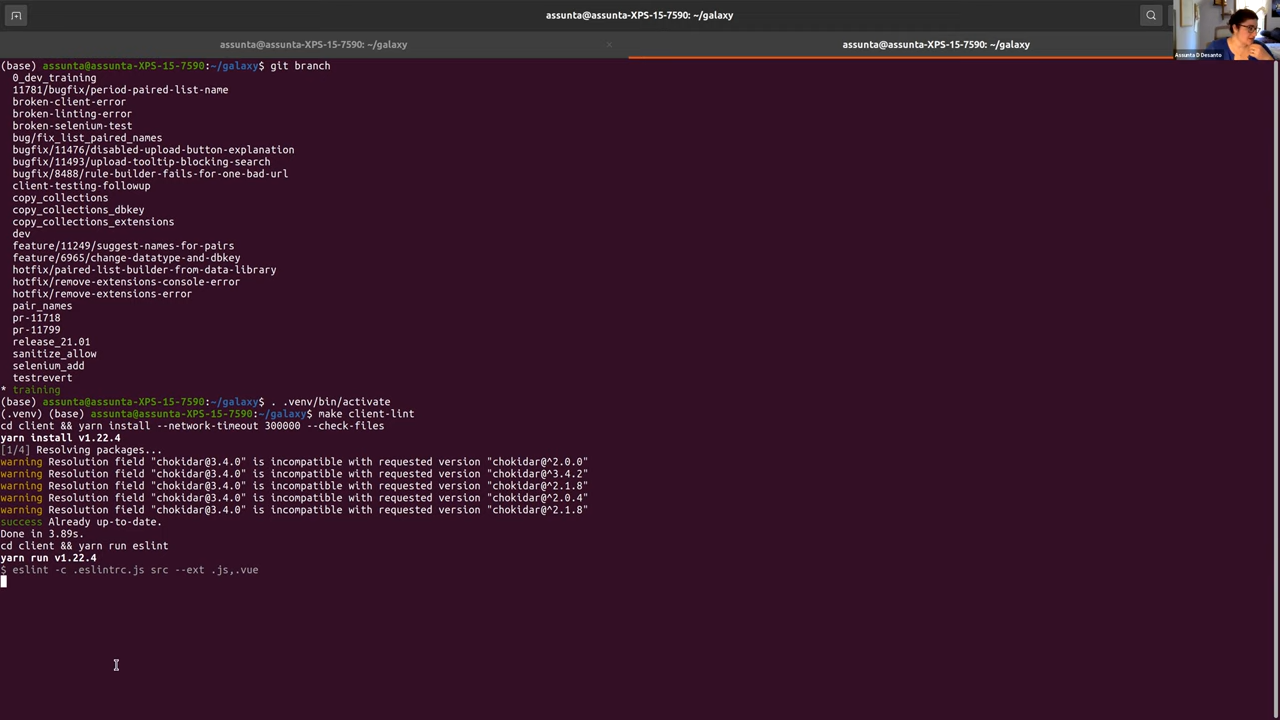 assunta@assunta-XPS-15-7590: ~/galaxy
assunta@assunta-XPS-15-7590: ~/galaxy
assunta@assunta-XPS-15-7590: ~/galaxy
Assunta D Desanto
(base) assunta@assunta-XPS-15-7590:~/galaxy$ git branch
0_dev_training
11781/bugfix/period-paired-list-name
broken-client-error
broken-linting-error
broken-selenium-test
bug/fix_list_paired_names
bugfix/11476/disabled-upload-button-explanation
bugfix/11493/upload-tooltip-blocking-search
bugfix/8488/rule-builder-fails-for-one-bad-url
client-testing-followup
copy_collections
copy_collections_dbkey
copy_collections_extensions
dev
feature/11249/suggest-names-for-pairs
feature/6965/change-datatype-and-dbkey
hotfix/paired-list-builder-from-data-library
hotfix/remove-extensions-console-error
hotfix/remove-extensions-error
pair_names
pr-11718
pr-11799
release_21.01
sanitize_allow
selenium_add
testrevert
* training
(base) assunta@assunta-XPS-15-7590:~/galaxy$ . .venv/bin/activate
(.venv) (base) assunta@assunta-XPS-15-7590:~/galaxy$ make client-lint
cd client && yarn install --network-timeout 300000 --check-files
yarn install v1.22.4
[1/4] Resolving packages...
warning Resolution field "chokidar@3.4.0" is incompatible with requested version "chokidar@^2.0.0"
warning Resolution field "chokidar@3.4.0" is incompatible with requested version "chokidar@^3.4.2"
warning Resolution field "chokidar@3.4.0" is incompatible with requested version "chokidar@^2.1.8"
warning Resolution field "chokidar@3.4.0" is incompatible with requested version "chokidar@^2.0.4"
warning Resolution field "chokidar@3.4.0" is incompatible with requested version "chokidar@^2.1.8"
success Already up-to-date.
Done in 3.89s.
cd client && yarn run eslint
yarn run v1.22.4
$ eslint -c .eslintrc.js src --ext .js,.vue